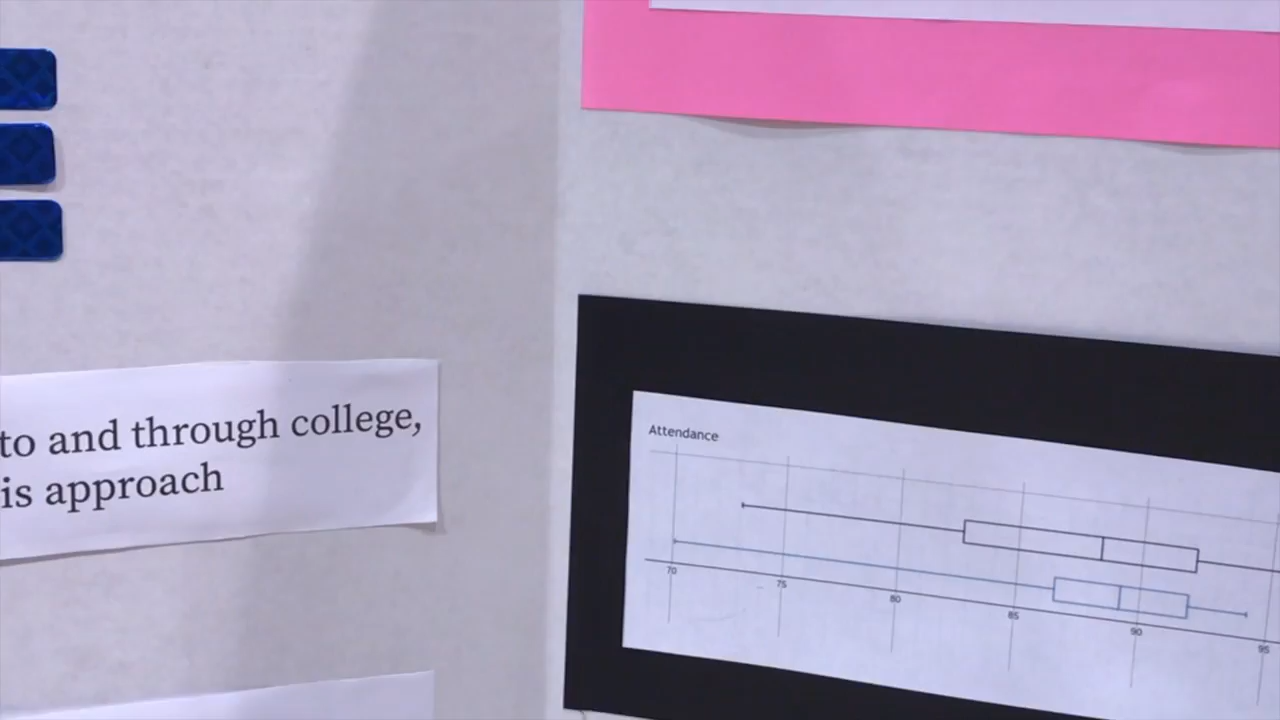 to and through college,
is approach
Attendance
70
75
80
85
90
95